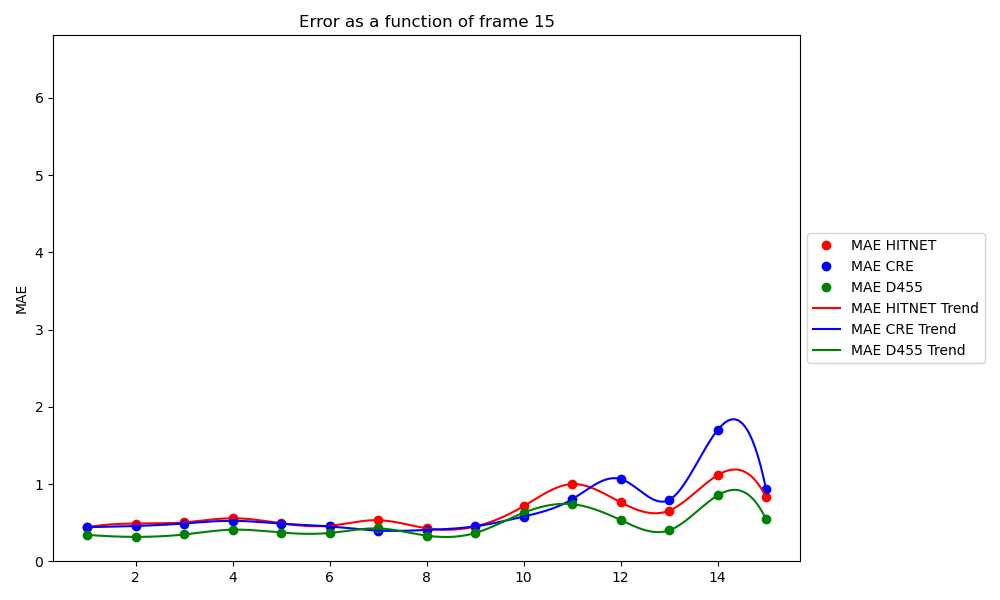 Error as a function of frame 15
MAE
6
5
4
3
2
1
0
2
4
6
8
10
12
14
MAE HITNET
MAE CRE
MAE D455
MAE HITNET Trend
MAE CRE Trend
MAE D455 Trend